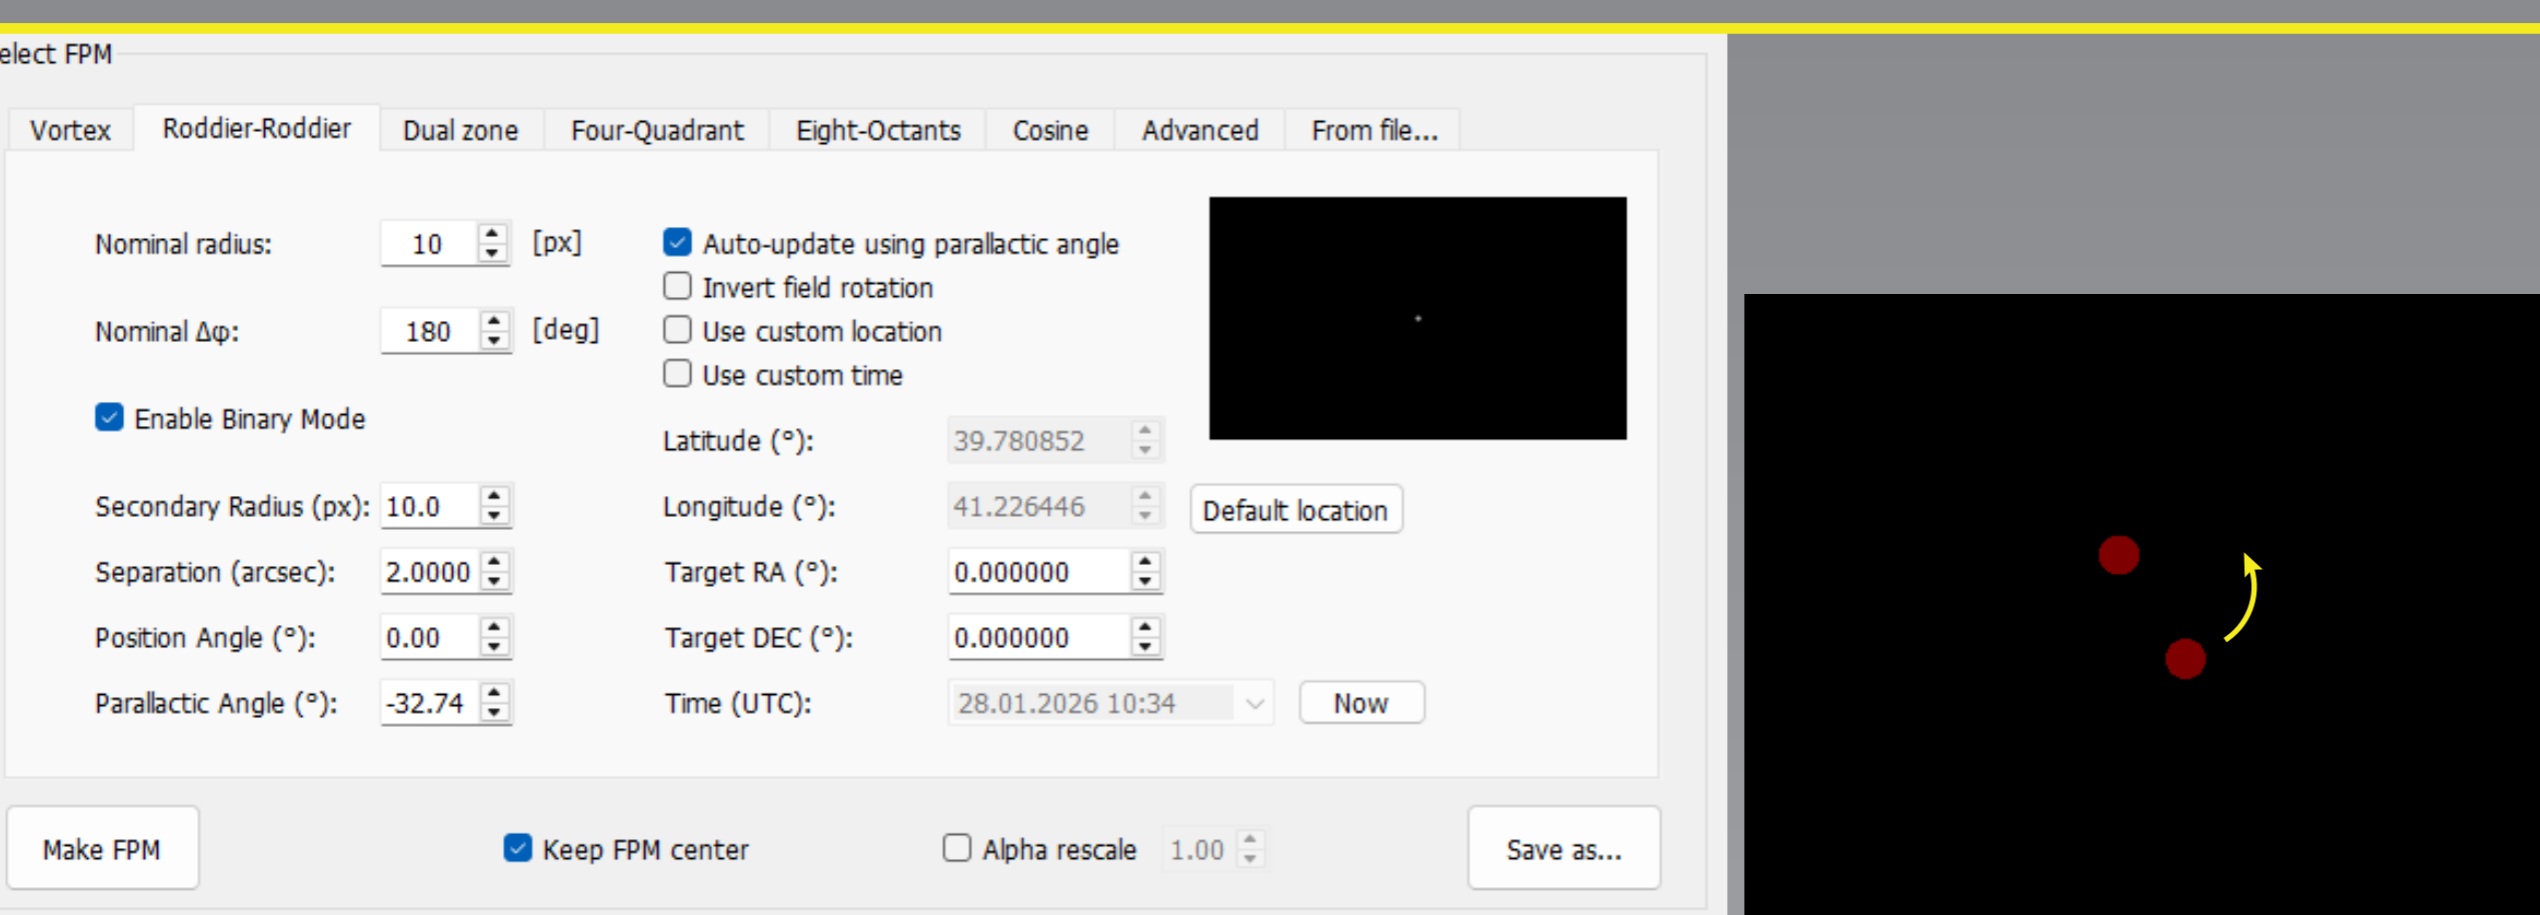 elect FPM
Vortex Roddier-Roddier Dual zone Four-Quadrant Eight-Octants Cosine Advanced From file...
Nominal radius: 10 [px]
Nominal Δφ: 180 [deg]
Enable Binary Mode
Secondary Radius (px): 10.0
Separation (arcsec): 2.0000
Position Angle (°): 0.00
Parallactic Angle (°): -32.74
Auto-update using parallactic angle
Invert field rotation
Use custom location
Use custom time
Latitude (°): 39.780852
Longitude (°): 41.226446 Default location
Target RA (°): 0.000000
Target DEC (°): 0.000000
Time (UTC): 28.01.2026 10:34 Now
Make FPM Keep FPM center Alpha rescale 1.00 Save as...